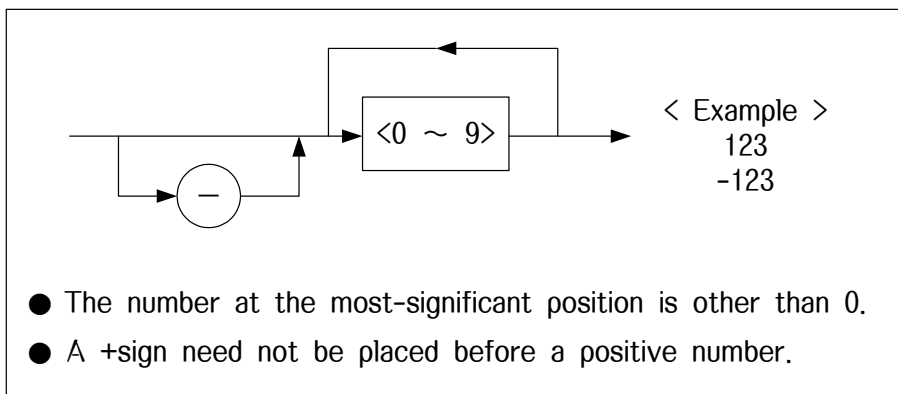 <0 ～ 9>
−
< Example >
123
-123
● The number at the most-significant position is other than 0.
● A +sign need not be placed before a positive number.